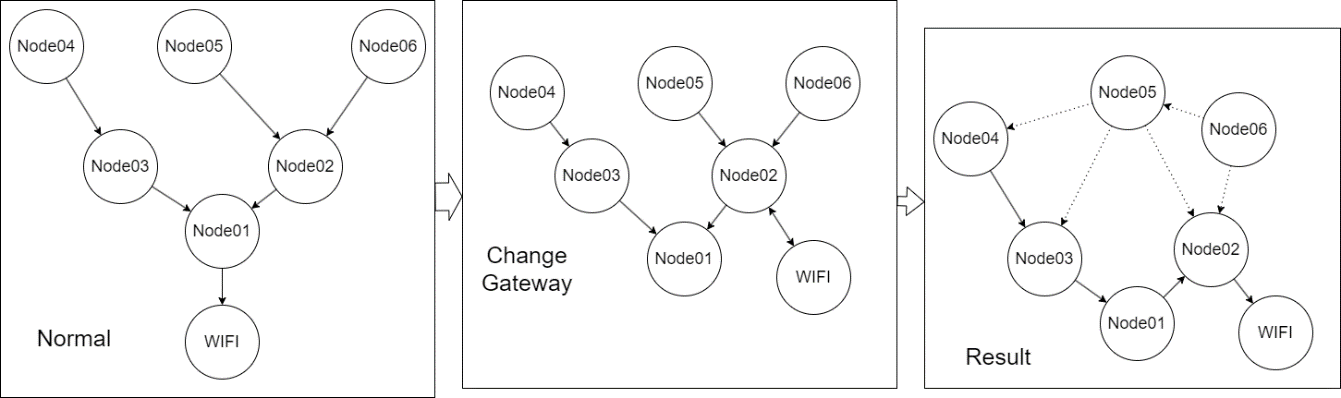 Node04
Node05
Node06
Node03
Node02
Node01
WIFI
Normal
Node04
Node05
Node06
Node03
Node02
Node01
WIFI
Change
Gateway
Node05
Node04
Node06
Node03
Node02
Node01
WIFI
Result